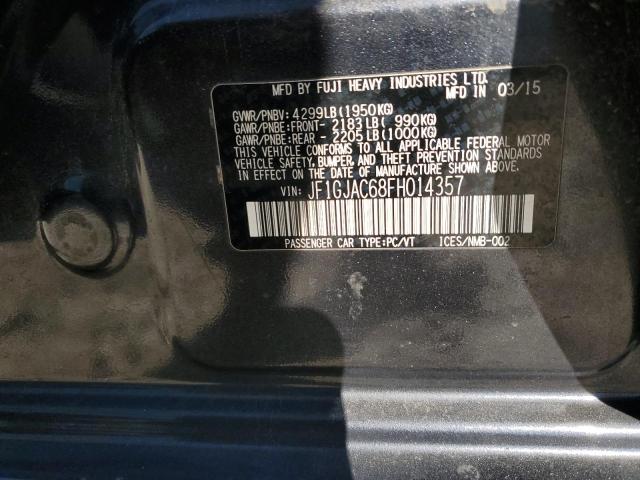 MFD BY FUJI HEAVY INDUSTRIES LTD.
MFD IN 03/15
GVWR/PNBV: 4299LB(1950KG)
GAWR/PNBE:FRONT- 2183LB( 990KG)
GAWR/PNBE:REAR - 2205LB(1000KG)
THIS VEHICLE CONFORMS TO ALL APPLICABLE FEDERAL MOTOR
VEHICLE SAFETY, BUMPER, AND THEFT PREVENTION STANDARDS
IN EFFECT ON THE DATE OF MANUFACTURE SHOWN ABOVE.
VIN: JF1GJAC68FH014357
PASSENGER CAR TYPE:PC/VT ICES/NMB-002